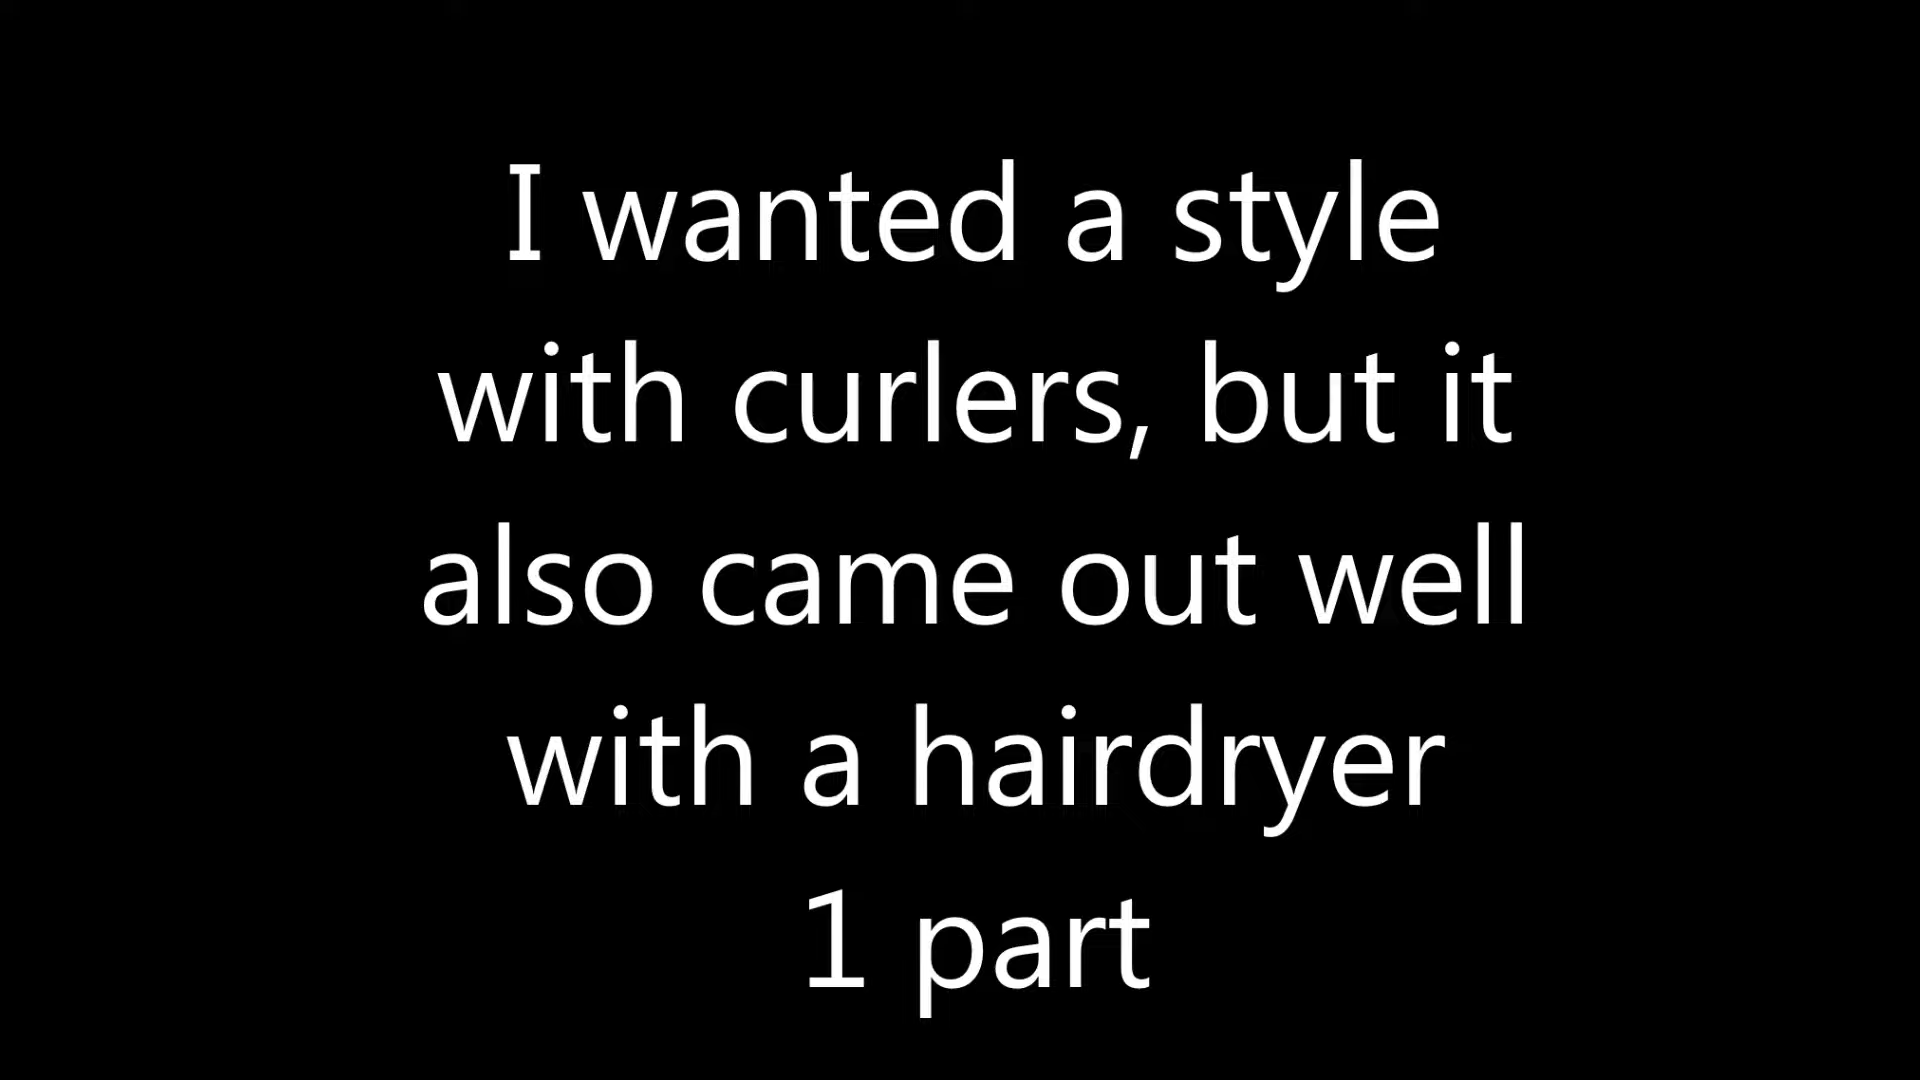 I wanted a style
with curlers, but it
also came out well
with a hairdryer
1 part